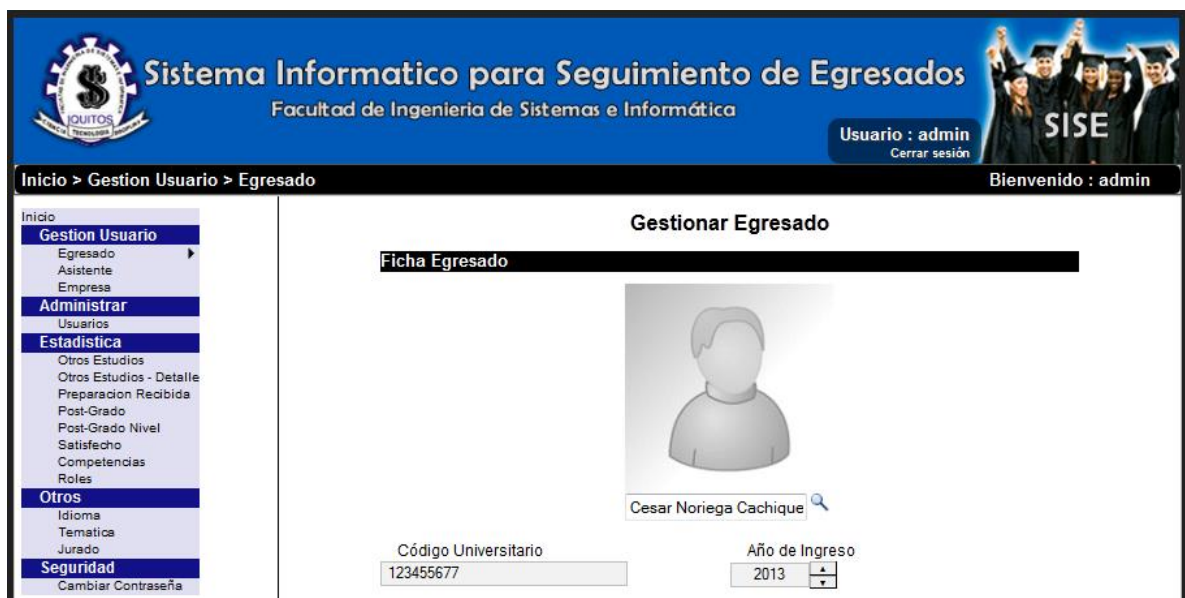 Sistema Informatico para Seguimiento de Egresados
Facultad de Ingenieria de Sistemas e Informática
IQUITOS
Usuario : admin
Cerrar sesión
SISE
Inicio > Gestion Usuario > Egresado
Bienvenido : admin
Inicio
Gestion Usuario
Egresado
Asistente
Empresa
Administrar
Usuarios
Estadistica
Otros Estudios
Otros Estudios - Detalle
Preparacion Recibida
Post-Grado
Post-Grado Nivel
Satisfecho
Competencias
Roles
Otros
Idioma
Tematica
Jurado
Seguridad
Cambiar Contraseña
Gestionar Egresado
Ficha Egresado
Cesar Noriega Cachique
Código Universitario
Año de Ingreso
123455677
2013